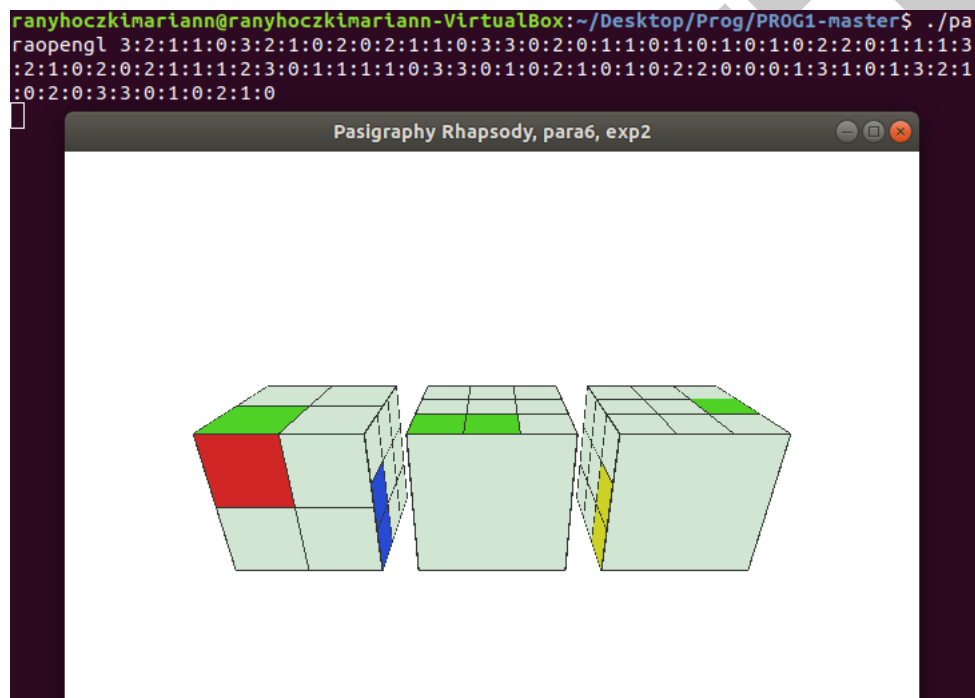 ranyhoczkimariann@ranyhoczkimariann-VirtualBox:~/Desktop/Prog/PROG1-master$ ./pa
raopengl 3:2:1:1:0:3:2:1:0:2:0:2:1:1:0:3:3:0:2:0:1:1:0:1:0:1:0:1:0:2:2:0:1:1:1:3
:2:1:0:2:0:2:1:1:1:2:3:0:1:1:1:1:0:3:3:0:1:0:2:1:0:1:0:2:2:0:0:0:1:3:1:0:1:3:2:1
:0:2:0:3:3:0:1:0:2:1:0
Pasigraphy Rhapsody, para6, exp2